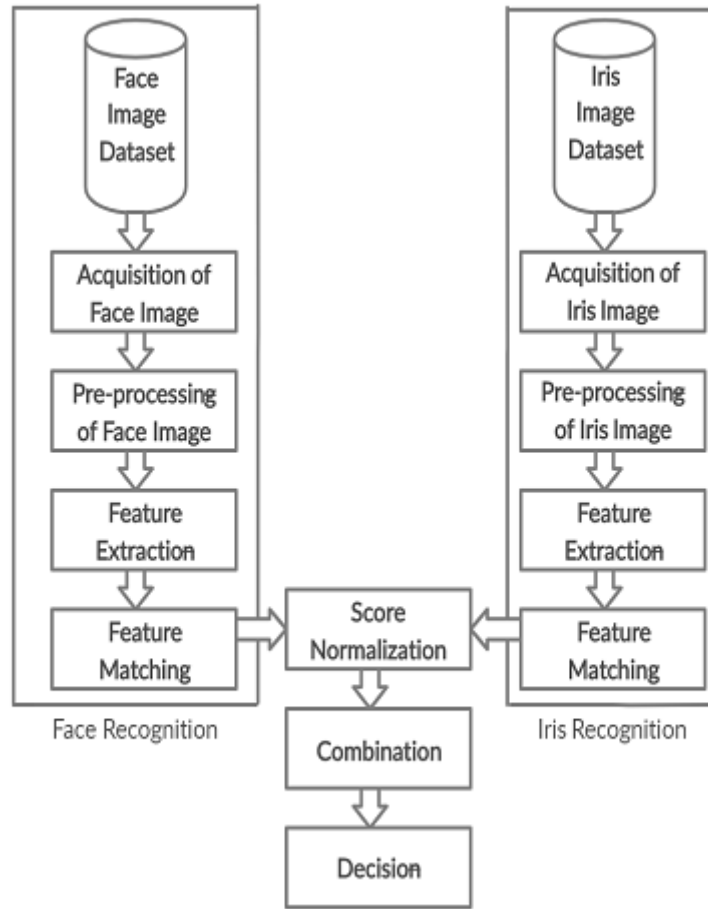 Face
Image
Dataset
Acquisition of
Face Image
Pre-processing
of Face Image
Feature
Extraction
Feature
Matching
Face Recognition
Iris
Image
Dataset
Acquisition of
Iris Image
Pre-processing
of Iris Image
Feature
Extraction
Feature
Matching
Iris Recognition
Score
Normalization
Combination
Decision